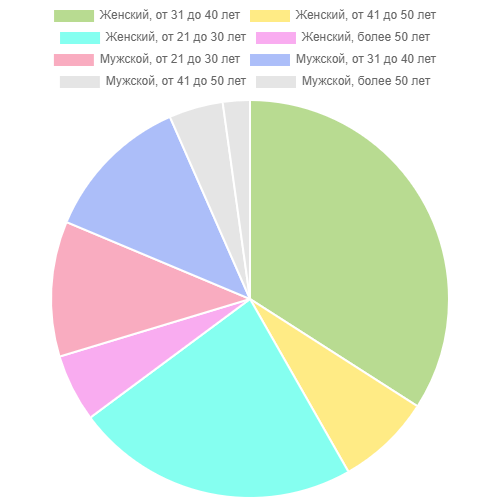 Женский, от 31 до 40 лет Женский, от 41 до 50 лет
Женский, от 21 до 30 лет Женский, более 50 лет
Мужской, от 21 до 30 лет Мужской, от 31 до 40 лет
Мужской, от 41 до 50 лет Мужской, более 50 лет